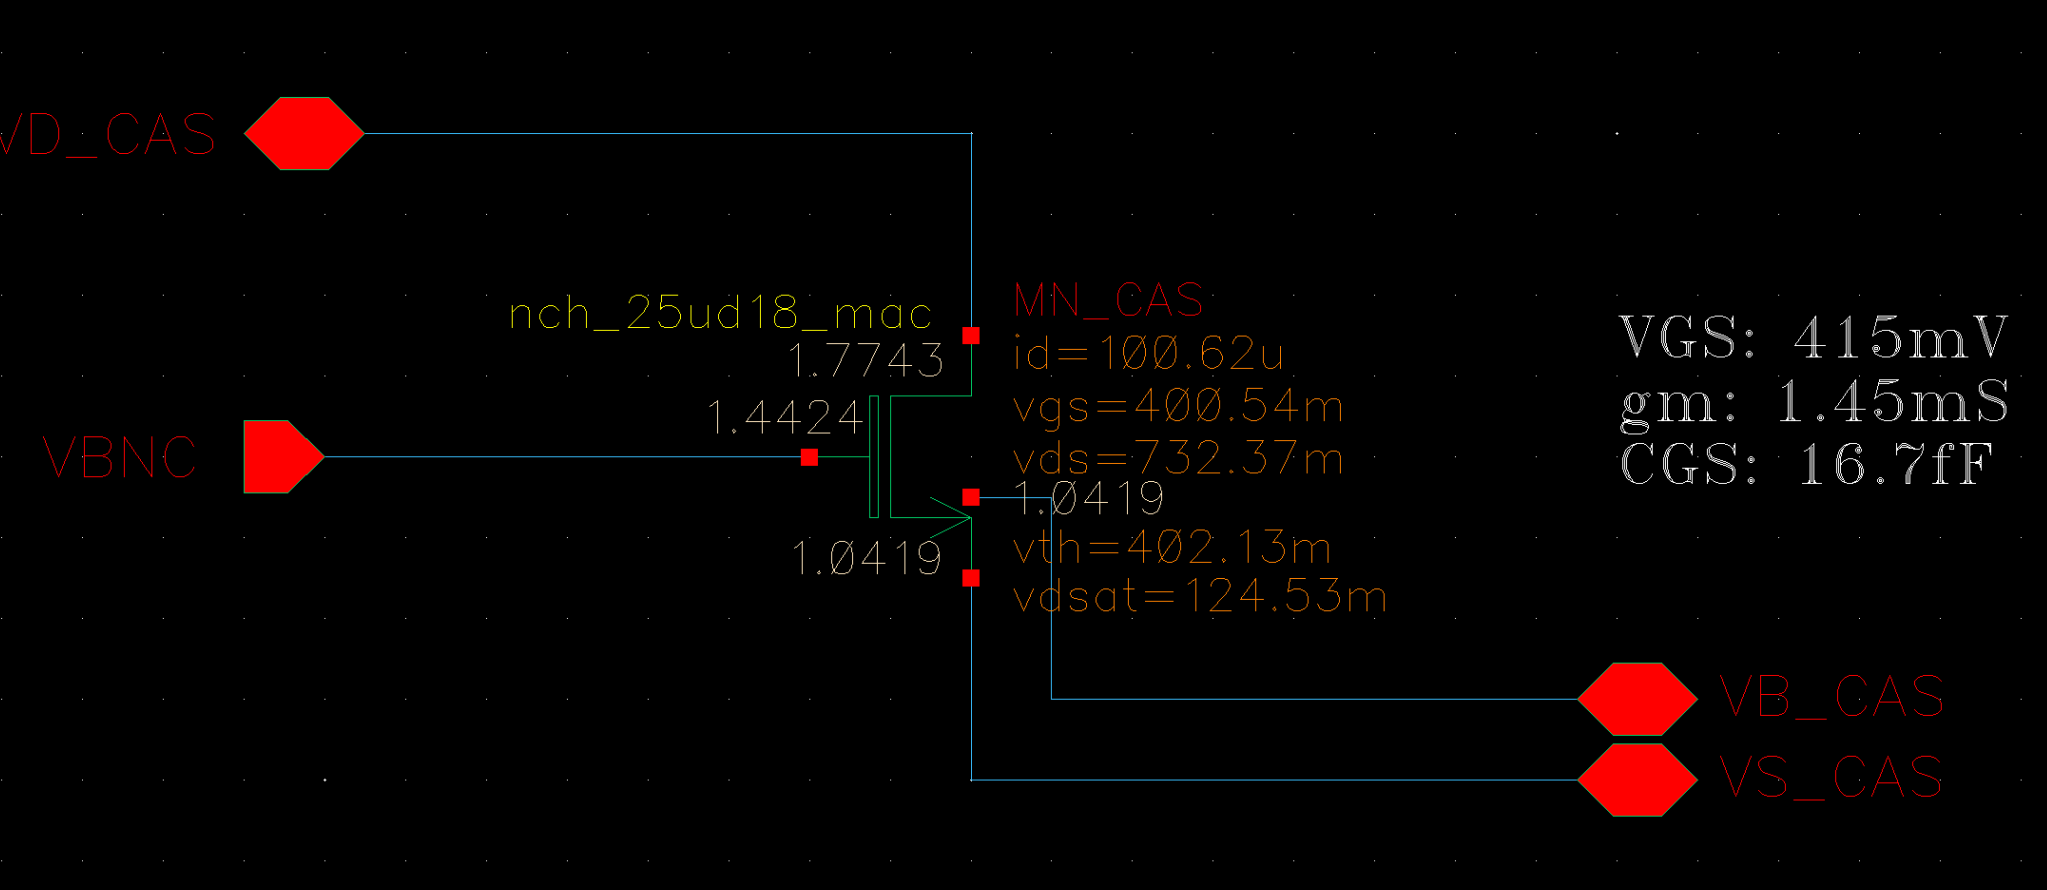 VD_CAS
nch_25ud18_mac
MN_CAS
1.7743
id=100.62u
VGS: 415mV
1.4424
vgs=400.54m
gm: 1.45mS
VBNC
vds=732.37m
CGS: 16.7fF
1.0419
1.0419
vth=402.13m
vdsat=124.53m
VB_CAS
VS_CAS